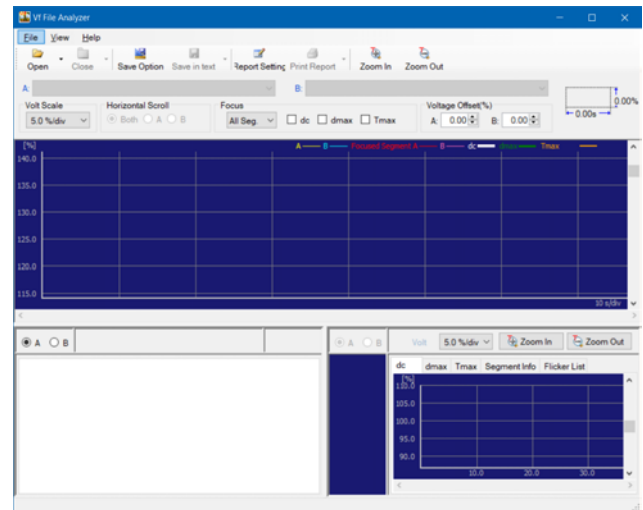 Vf File Analyzer
File View Help
Open Close Save Option Save in text Report Setting Print Report Zoom In Zoom Out
A: B:
Volt Scale Horizontal Scroll Focus Voltage Offset(%)
5.0 %/div Both A B All Seg. dc dmax Tmax A: 0.00 B: 0.00
0.00%
0.00s
[%] A B Focused Segment A B dc dmax Tmax
140.0
135.0
130.0
125.0
120.0
115.0
10 s/div
A B A B Volt 5.0 %/div Zoom In Zoom Out
dc dmax Tmax Segment Info Flicker List
[%]
110.0
105.0
100.0
95.0
90.0
10.0 20.0 30.0